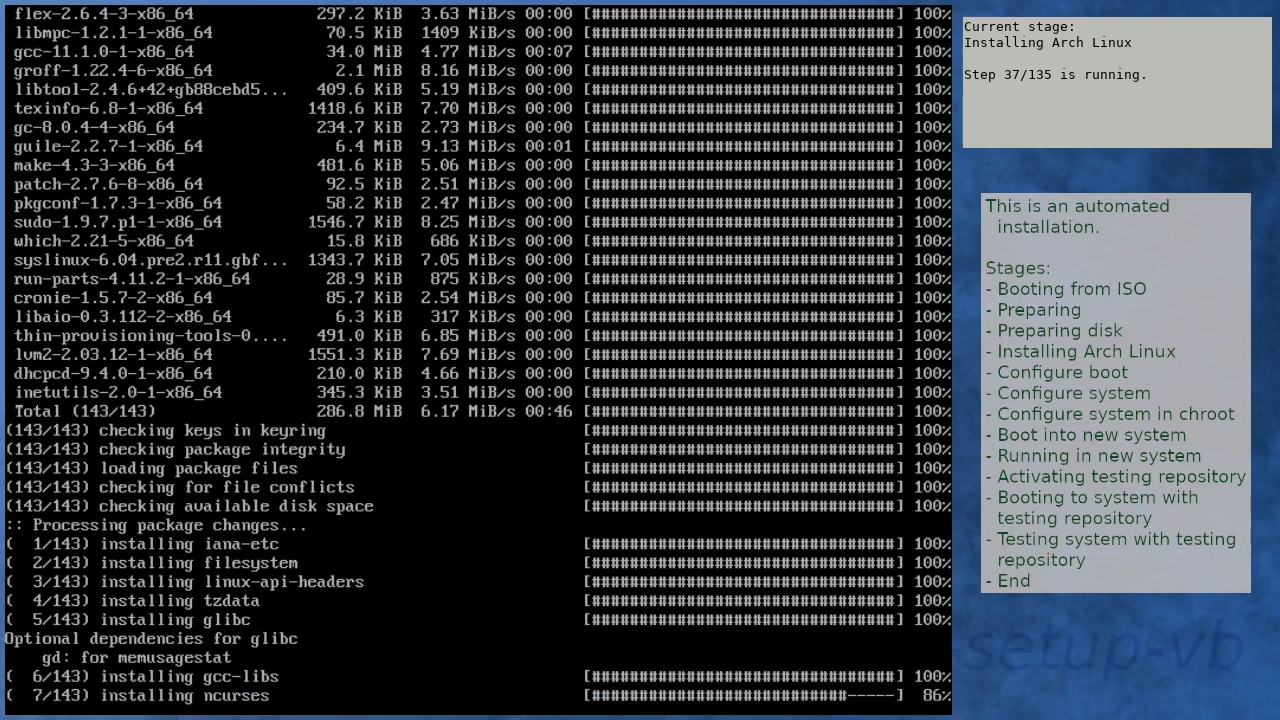 flex-2.6.4-3-x86_64 297.2 KiB 3.63 MiB/s 00:00 [################################] 100%
libmpc-1.2.1-1-x86_64 70.5 KiB 1409 KiB/s 00:00 [################################] 100%
gcc-11.1.0-1-x86_64 34.0 MiB 4.77 MiB/s 00:07 [################################] 100%
groff-1.22.4-6-x86_64 2.1 MiB 8.16 MiB/s 00:00 [################################] 100%
libtool-2.4.6+42+gb88cebd5... 409.6 KiB 5.19 MiB/s 00:00 [################################] 100%
texinfo-6.8-1-x86_64 1418.6 KiB 7.70 MiB/s 00:00 [################################] 100%
gc-8.0.4-4-x86_64 234.7 KiB 2.73 MiB/s 00:00 [################################] 100%
guile-2.2.7-1-x86_64 6.4 MiB 9.13 MiB/s 00:01 [################################] 100%
make-4.3-3-x86_64 481.6 KiB 5.06 MiB/s 00:00 [################################] 100%
patch-2.7.6-8-x86_64 92.5 KiB 2.51 MiB/s 00:00 [################################] 100%
pkgconf-1.7.3-1-x86_64 58.2 KiB 2.47 MiB/s 00:00 [################################] 100%
sudo-1.9.7.p1-1-x86_64 1546.7 KiB 8.25 MiB/s 00:00 [################################] 100%
which-2.21-5-x86_64 15.8 KiB 686 KiB/s 00:00 [################################] 100%
syslinux-6.04.pre2.r11.gbf... 1343.7 KiB 7.05 MiB/s 00:00 [################################] 100%
run-parts-4.11.2-1-x86_64 28.9 KiB 875 KiB/s 00:00 [################################] 100%
cronie-1.5.7-2-x86_64 85.7 KiB 2.54 MiB/s 00:00 [################################] 100%
libaio-0.3.112-2-x86_64 6.3 KiB 317 KiB/s 00:00 [################################] 100%
thin-provisioning-tools-0.... 491.0 KiB 6.85 MiB/s 00:00 [################################] 100%
lvm2-2.03.12-1-x86_64 1551.3 KiB 7.69 MiB/s 00:00 [################################] 100%
dhcpcd-9.4.0-1-x86_64 210.0 KiB 4.66 MiB/s 00:00 [################################] 100%
inetutils-2.0-1-x86_64 345.3 KiB 3.51 MiB/s 00:00 [################################] 100%
Total (143/143) 286.8 MiB 6.17 MiB/s 00:46 [################################] 100%
(143/143) checking keys in keyring [################################] 100%
(143/143) checking package integrity [################################] 100%
(143/143) loading package files [################################] 100%
(143/143) checking for file conflicts [################################] 100%
(143/143) checking available disk space [################################] 100%
:: Processing package changes...
( 1/143) installing iana-etc [################################] 100%
( 2/143) installing filesystem [################################] 100%
( 3/143) installing linux-api-headers [################################] 100%
( 4/143) installing tzdata [################################] 100%
( 5/143) installing glibc [################################] 100%
Optional dependencies for glibc
gd: for memusagestat
( 6/143) installing gcc-libs [################################] 100%
( 7/143) installing ncurses [###########################-----] 86%
Current stage:
Installing Arch Linux
Step 37/135 is running.
This is an automated
installation.
Stages:
- Booting from ISO
- Preparing
- Preparing disk
- Installing Arch Linux
- Configure boot
- Configure system
- Configure system in chroot
- Boot into new system
- Running in new system
- Activating testing repository
- Booting to system with
testing repository
- Testing system with testing
repository
- End
setup-vb